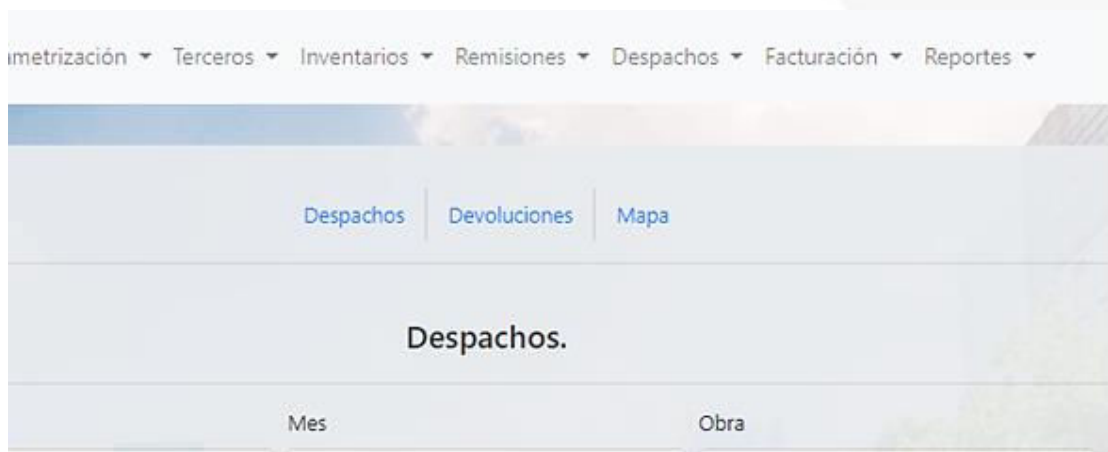 ametrización Terceros Inventarios Remisiones Despachos Facturación Reportes
Despachos Devoluciones Mapa
Despachos.
Mes Obra